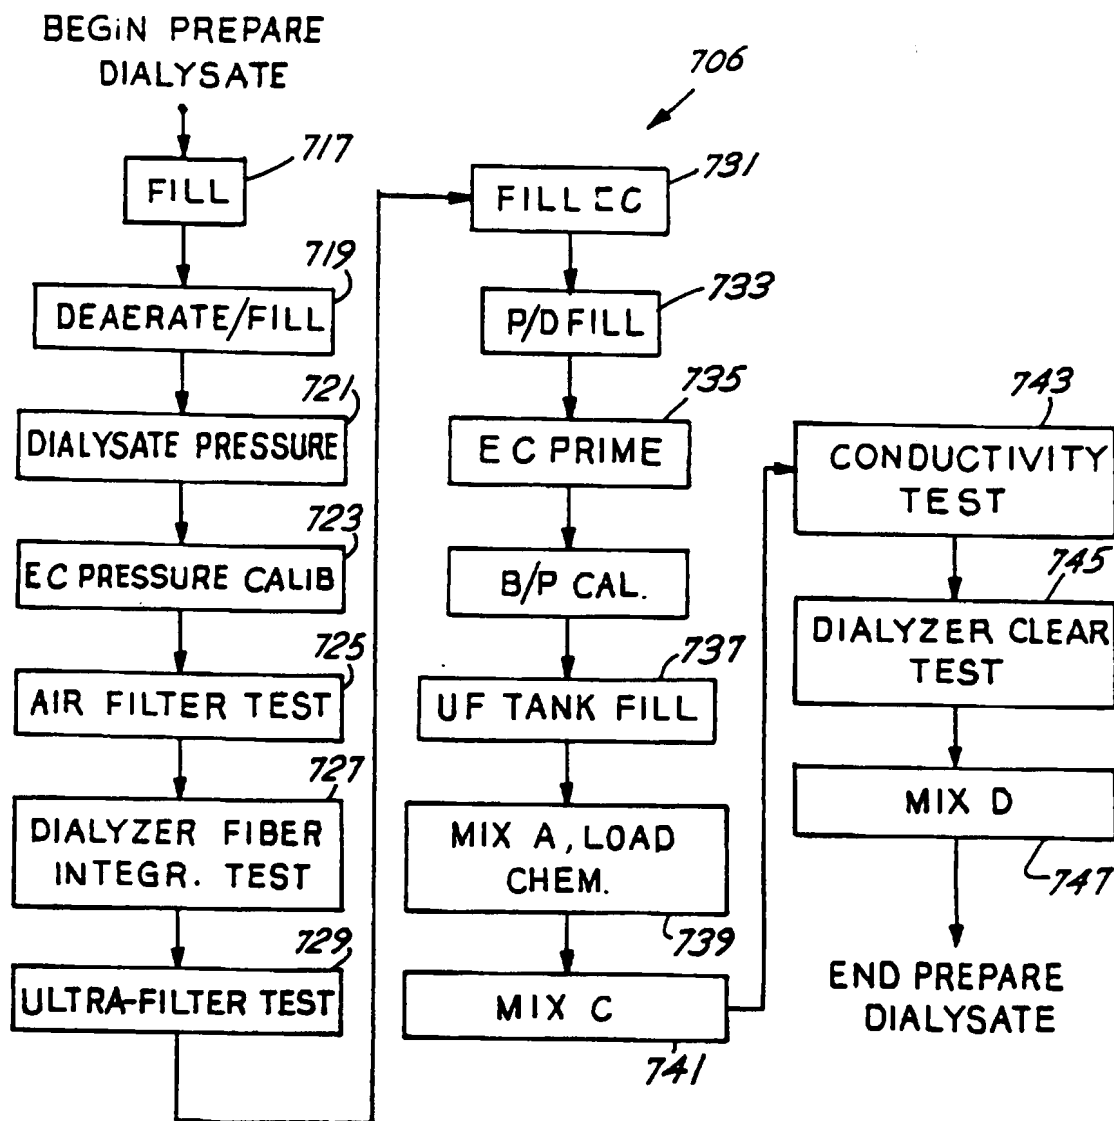 BEGiN PREPARE
DIALYSATE
717
FILL
719
DEAERATE/FILL
721
DIALYSATE PRESSURE
723
EC PRESSURE CALIB
725
AIR FILTER TEST
727
DIALYZER FIBER
INTEGR. TEST
729
ULTRA-FILTER TEST
706
731
FILL EC
733
P/D FILL
735
EC PRIME
B/P CAL.
737
UF TANK FILL
MIX A, LOAD
CHEM.
739
MIX C
741
743
CONDUCTIVITY
TEST
745
DIALYZER CLEAR
TEST
MIX D
747
END PREPARE
DIALYSATE